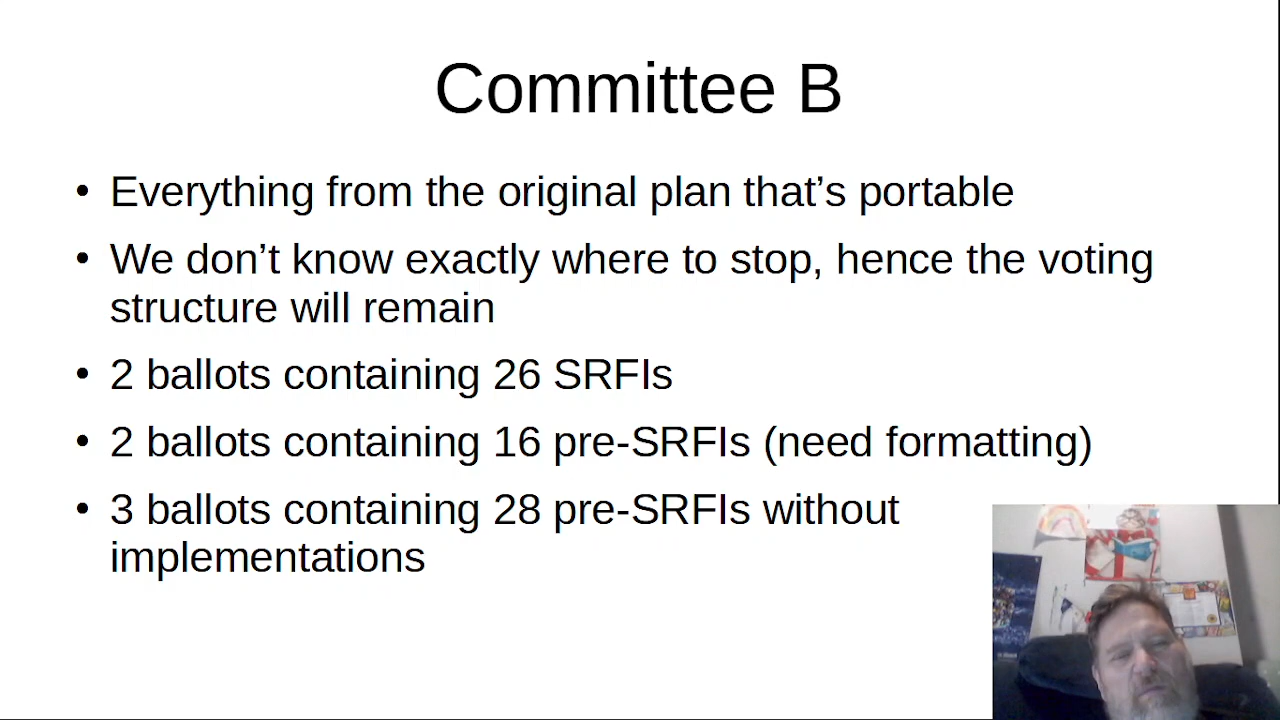 Committee B
• Everything from the original plan that’s portable
• We don’t know exactly where to stop, hence the voting
structure will remain
• 2 ballots containing 26 SRFIs
• 2 ballots containing 16 pre-SRFIs (need formatting)
• 3 ballots containing 28 pre-SRFIs without
implementations